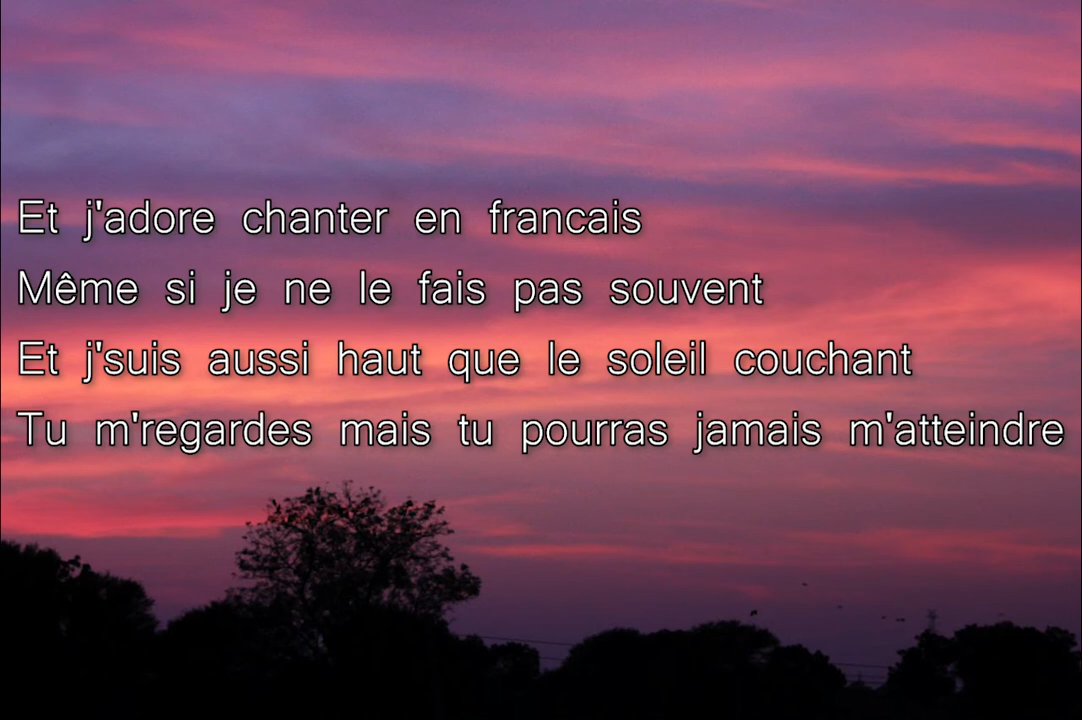 Et j'adore chanter en francais
Même si je ne le fais pas souvent
Et j'suis aussi haut que le soleil couchant
Tu m'regardes mais tu pourras jamais m'atteindre